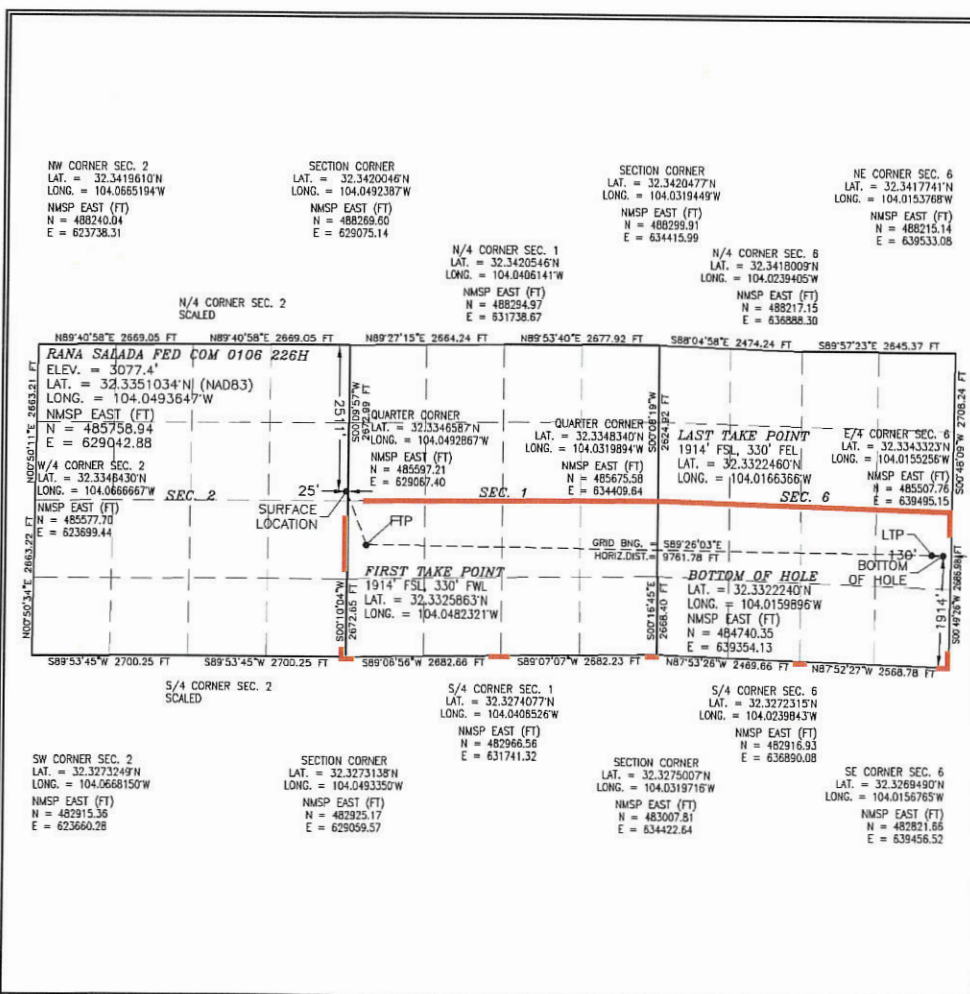 NW CORNER SEC. 2
LAT. = 32.3419610'N
LONG. = 104.0665194'W
NMSP EAST (FT)
N = 488240.04
E = 623738.31
SECTION CORNER
LAT. = 32.3420046'N
LONG. = 104.0492387'W
NMSP EAST (FT)
N = 488269.60
E = 629075.14
SECTION CORNER
LAT. = 32.3420477'N
LONG. = 104.0319449'W
NMSP EAST (FT)
N = 488299.91
E = 634415.99
NE CORNER SEC. 6
LAT. = 32.3417741'N
LONG. = 104.0153768'W
NMSP EAST (FT)
N = 488215.14
E = 639533.08
N/4 CORNER SEC. 1
LAT. = 32.3420546'N
LONG. = 104.0406141'W
NMSP EAST (FT)
N = 488294.97
E = 631738.67
N/4 CORNER SEC. 6
LAT. = 32.3418009'N
LONG. = 104.0239405'W
NMSP EAST (FT)
N = 488217.15
E = 636888.30
N/4 CORNER SEC. 2
SCALED
N89'40'58"E 2669.05 FT
N89'40'58"E 2669.05 FT
N89'27'15"E 2664.24 FT
N89'53'40"E 2677.92 FT
S88'04'58"E 2474.24 FT
S89'57'23"E 2645.37 FT
RANA SALADA FED COM 0106 226H
ELEV. = 3077.4'
LAT. = 32.3351034'N (NAD83)
LONG. = 104.0493647'W
NMSP EAST (FT)
N = 485758.94
E = 629042.88
N00'50'11"E 2663.21 FT
W/4 CORNER SEC. 2
LAT. = 32.3346430'N
LONG. = 104.0666667'W
NMSP EAST (FT)
N = 485577.70
E = 623699.44
2511'
S00'09'57"W
2672.99 FT
QUARTER CORNER
LAT. = 32.3346587'N
LONG. = 104.0492867'W
NMSP EAST (FT)
N = 485597.21
E = 629067.40
QUARTER CORNER
LAT. = 32.3348340'N
LONG. = 104.0319894'W
NMSP EAST (FT)
N = 485675.58
E = 634409.64
S00'08'19"W
2624.92 FT
LAST TAKE POINT
1914' FSL, 330' FEL
LAT. = 32.3322460'N
LONG. = 104.0166366'W
E/4 CORNER SEC. 6
LAT. = 32.3343323'N
LONG. = 104.0155256'W
NMSP EAST (FT)
N = 485507.76
E = 639495.15
S00'46'09"W 2708.24 FT
SEC. 2
25'
SURFACE
LOCATION
SEC. 1
SEC. 6
FTP
GRID BNG. = S89'26'03"E
HORIZ.DIST.= 9761.78 FT
LTP
130'
BOTTOM
OF HOLE
N00'50'34"E 2663.22 FT
S00'10'04"W
2672.65 FT
FIRST TAKE POINT
1914' FSL, 330' FWL
LAT. = 32.3325863'N
LONG. = 104.0482321'W
S00'16'45"E
2668.40 FT
BOTTOM OF HOLE
LAT. = 32.3322240'N
LONG. = 104.0159896'W
NMSP EAST (FT)
N = 484740.35
E = 639354.13
1914'
S00'49'26"W
S89'53'45"W 2700.25 FT
S89'53'45"W 2700.25 FT
S89'06'56"W 2682.66 FT
S89'07'07"W 2682.23 FT
N87'53'26"W 2469.66 FT
N87'52'27"W 2568.78 FT
S/4 CORNER SEC. 2
SCALED
S/4 CORNER SEC. 1
LAT. = 32.3274077'N
LONG. = 104.0406526'W
NMSP EAST (FT)
N = 482966.56
E = 631741.32
S/4 CORNER SEC. 6
LAT. = 32.3272315'N
LONG. = 104.0239843'W
NMSP EAST (FT)
N = 482916.93
E = 636890.08
SW CORNER SEC. 2
LAT. = 32.3273249'N
LONG. = 104.0668150'W
NMSP EAST (FT)
N = 482915.36
E = 623660.28
SECTION CORNER
LAT. = 32.3273138'N
LONG. = 104.0493350'W
NMSP EAST (FT)
N = 482925.17
E = 629059.57
SECTION CORNER
LAT. = 32.3275007'N
LONG. = 104.0319716'W
NMSP EAST (FT)
N = 483007.81
E = 634422.64
SE CORNER SEC. 6
LAT. = 32.3269490'N
LONG. = 104.0156765'W
NMSP EAST (FT)
N = 482821.66
E = 639456.52